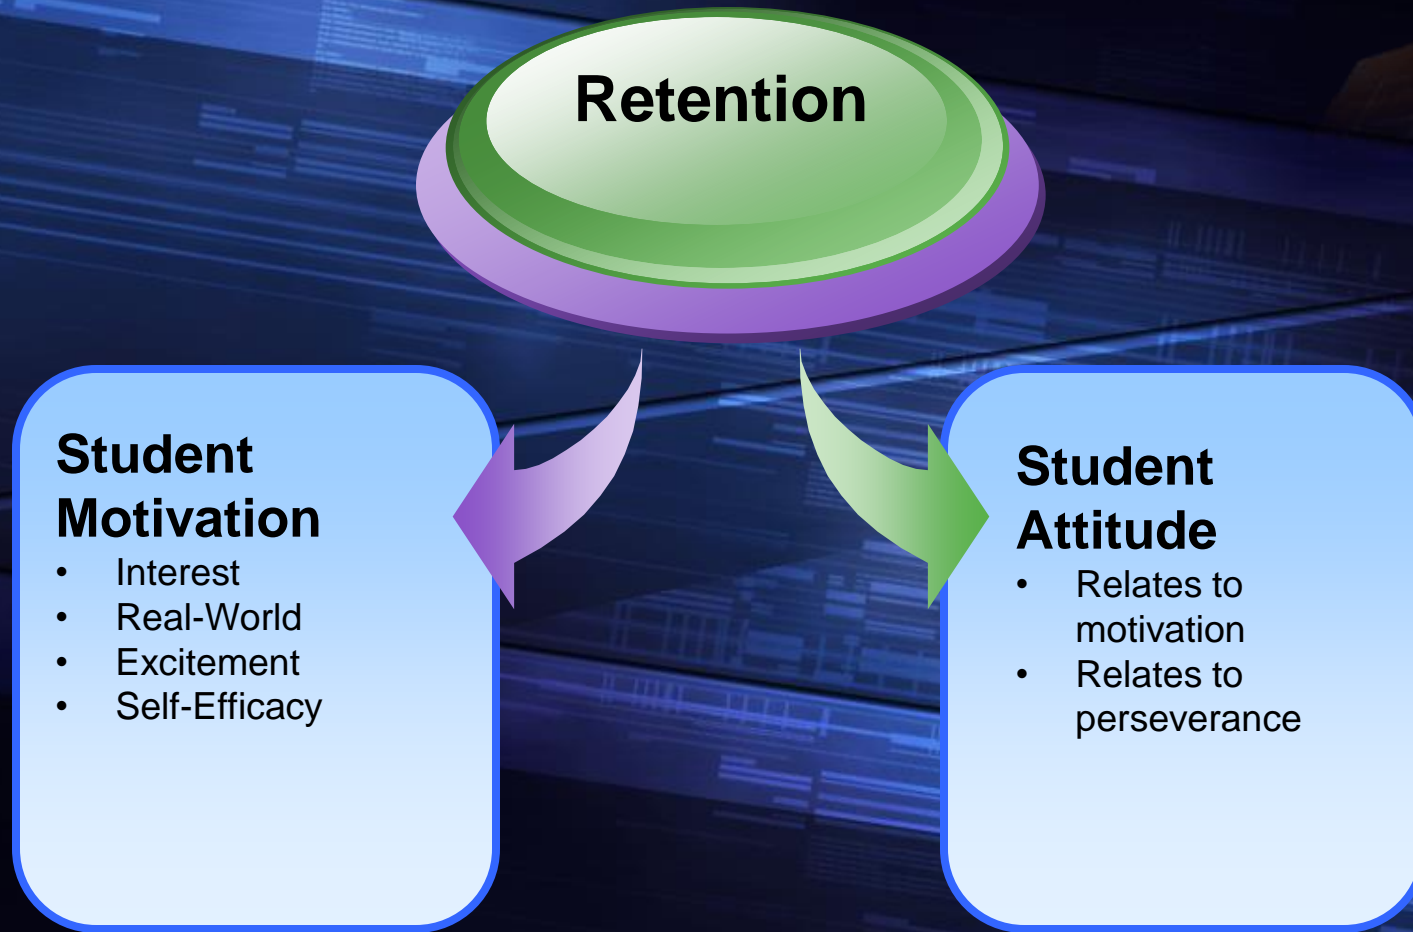 Retention
Student
Motivation
• Interest
• Real-World
• Excitement
• Self-Efficacy
Student
Attitude
• Relates to
motivation
• Relates to
perseverance